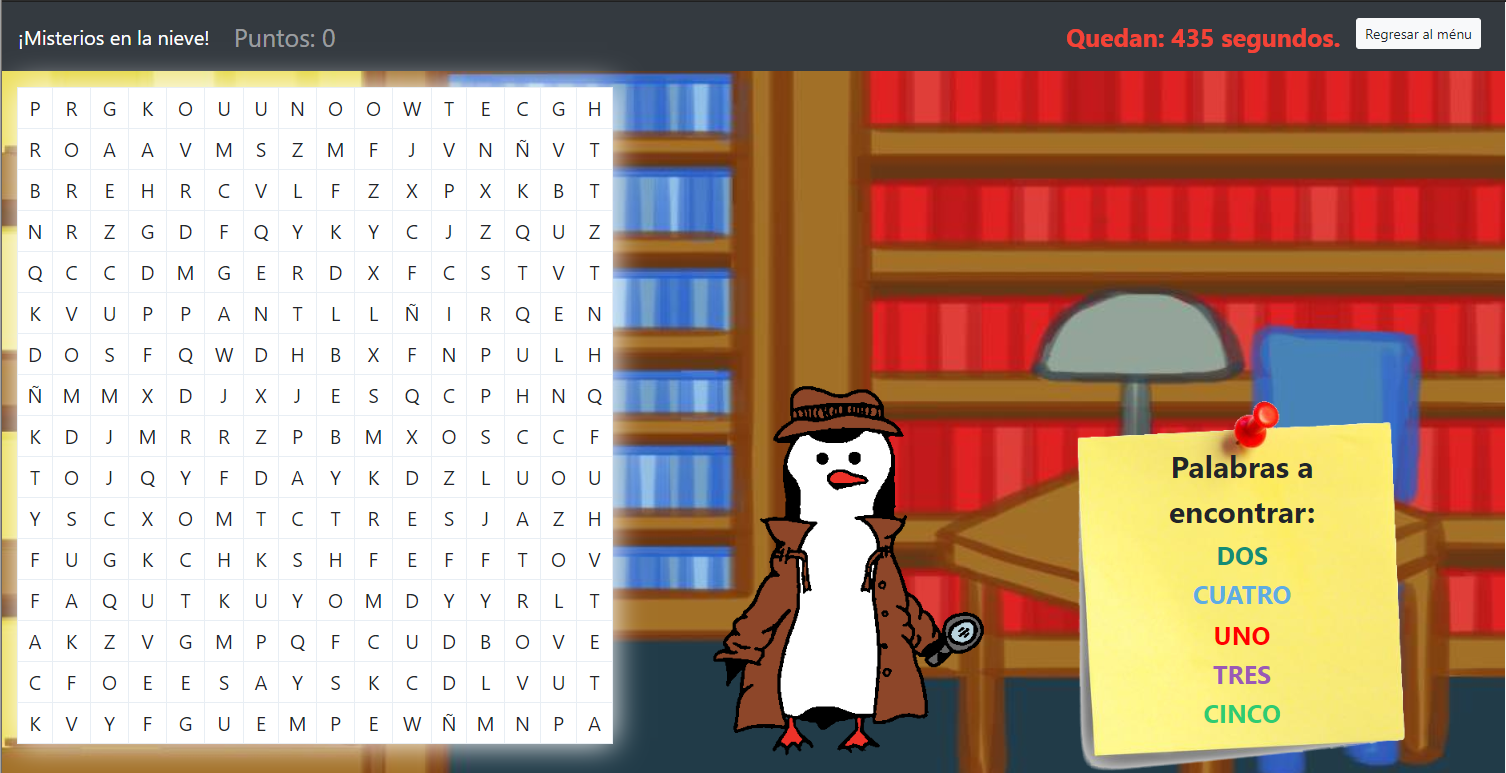 ¡Misterios en la nieve! Puntos: 0 Quedan: 435 segundos. Regresar al ménu
P R G K O U U N O O W T E C G H
R O A A V M S Z M F J V N Ñ V T
B R E H R C V L F Z X P X K B T
N R Z G D F Q Y K Y C J Z Q U Z
Q C C D M G E R D X F C S T V T
K V U P P A N T L L Ñ I R Q E N
D O S F Q W D H B X F N P U L H
Ñ M M X D J X J E S Q C P H N Q
K D J M R R Z P B M X O S C C F
T O J Q Y F D A Y K D Z L U O U
Y S C X O M T C T R E S J A Z H
F U G K C H K S H F E F F T O V
F A Q U T K U Y O M D Y Y R L T
A K Z V G M P Q F C U D B O V E
C F O E E S A Y S K C D L V U T
K V Y F G U E M P E W Ñ M N P A
Palabras a
encontrar:
DOS
CUATRO
UNO
TRES
CINCO